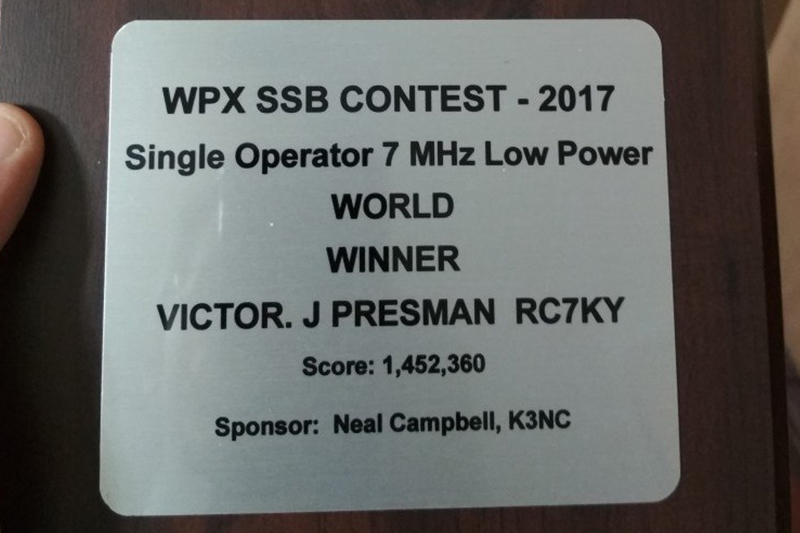 WPX SSB CONTEST - 2017
Single Operator 7 MHz Low Power
WORLD
WINNER
VICTOR. J PRESMAN RC7KY
Score: 1,452,360
Sponsor: Neal Campbell, K3NC